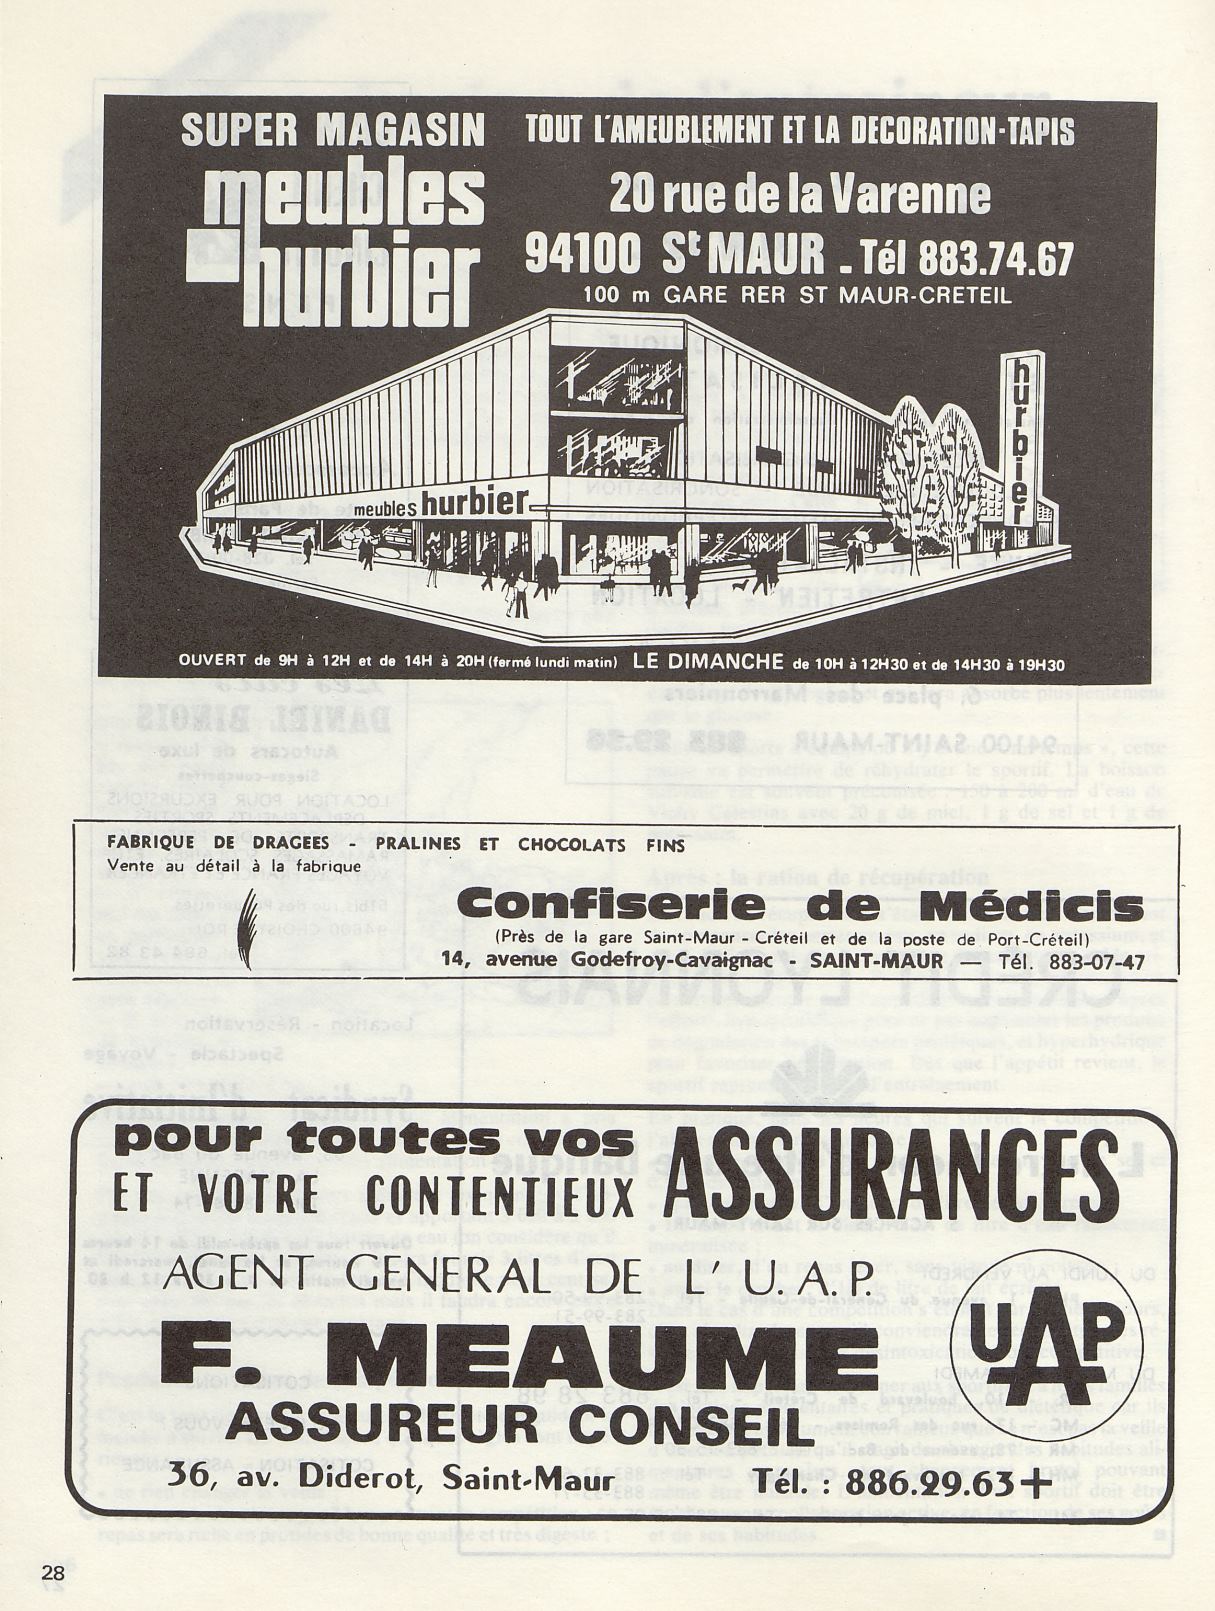 SUPER MAGASIN
meubles
hurbier
TOUT L'AMEUBLEMENT ET LA DECORATION-TAPIS
20 rue de la Varenne
94100 St MAUR - Tél 883.74.67
100 m GARE RER ST MAUR-CRETEIL
hurbier
meubles hurbier
OUVERT de 9H à 12H et de 14H à 20H (fermé lundi matin) LE DIMANCHE de 10H à 12H30 et de 14H30 à 19H30
FABRIQUE DE DRAGEES - PRALINES ET CHOCOLATS FINS
Vente au détail à la fabrique
Confiserie de Médicis
(Près de la gare Saint-Maur - Créteil et de la poste de Port-Créteil)
14, avenue Godefroy-Cavaignac - SAINT-MAUR — Tél. 883-07-47
pour toutes vos ASSURANCES
ET VOTRE CONTENTIEUX
AGENT GENERAL DE L'U.A.P.
F. MEAUME
UAP
ASSUREUR CONSEIL
36, av. Diderot, Saint-Maur Tél. : 886.29.63 +
28